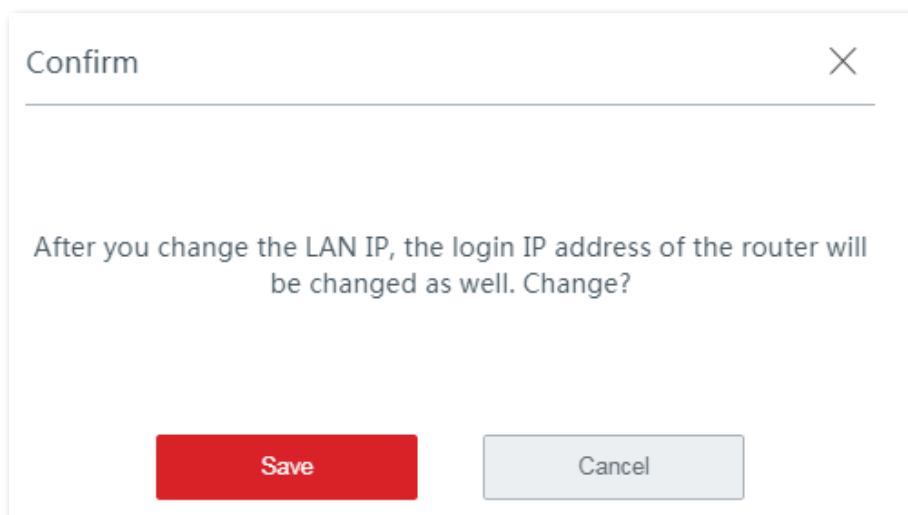 Confirm
After you change the LAN IP, the login IP address of the router will
be changed as well. Change?
Save
Cancel